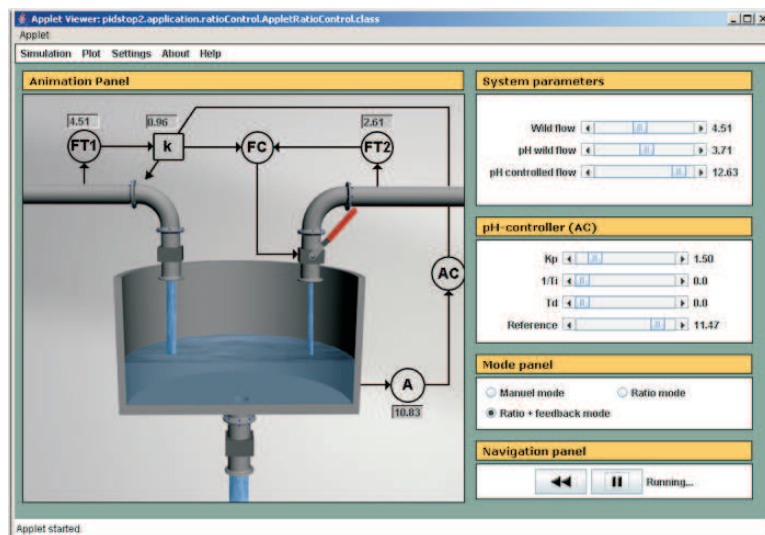 Applet Viewer: pidstop2.application.ratioControl.AppletRatioControl.class
Applet
Simulation Plot Settings About Help
Animation Panel
4.51
0.96
2.61
FT1
k
FC
FT2
AC
A
10.83
System parameters
Wild flow 4.51
pH wild flow 3.71
pH controlled flow 12.63
pH-controller (AC)
Kp 1.50
1/Ti 0.0
Td 0.0
Reference 11.47
Mode panel
Manuel mode
Ratio mode
Ratio + feedback mode
Navigation panel
Running...
Applet started.